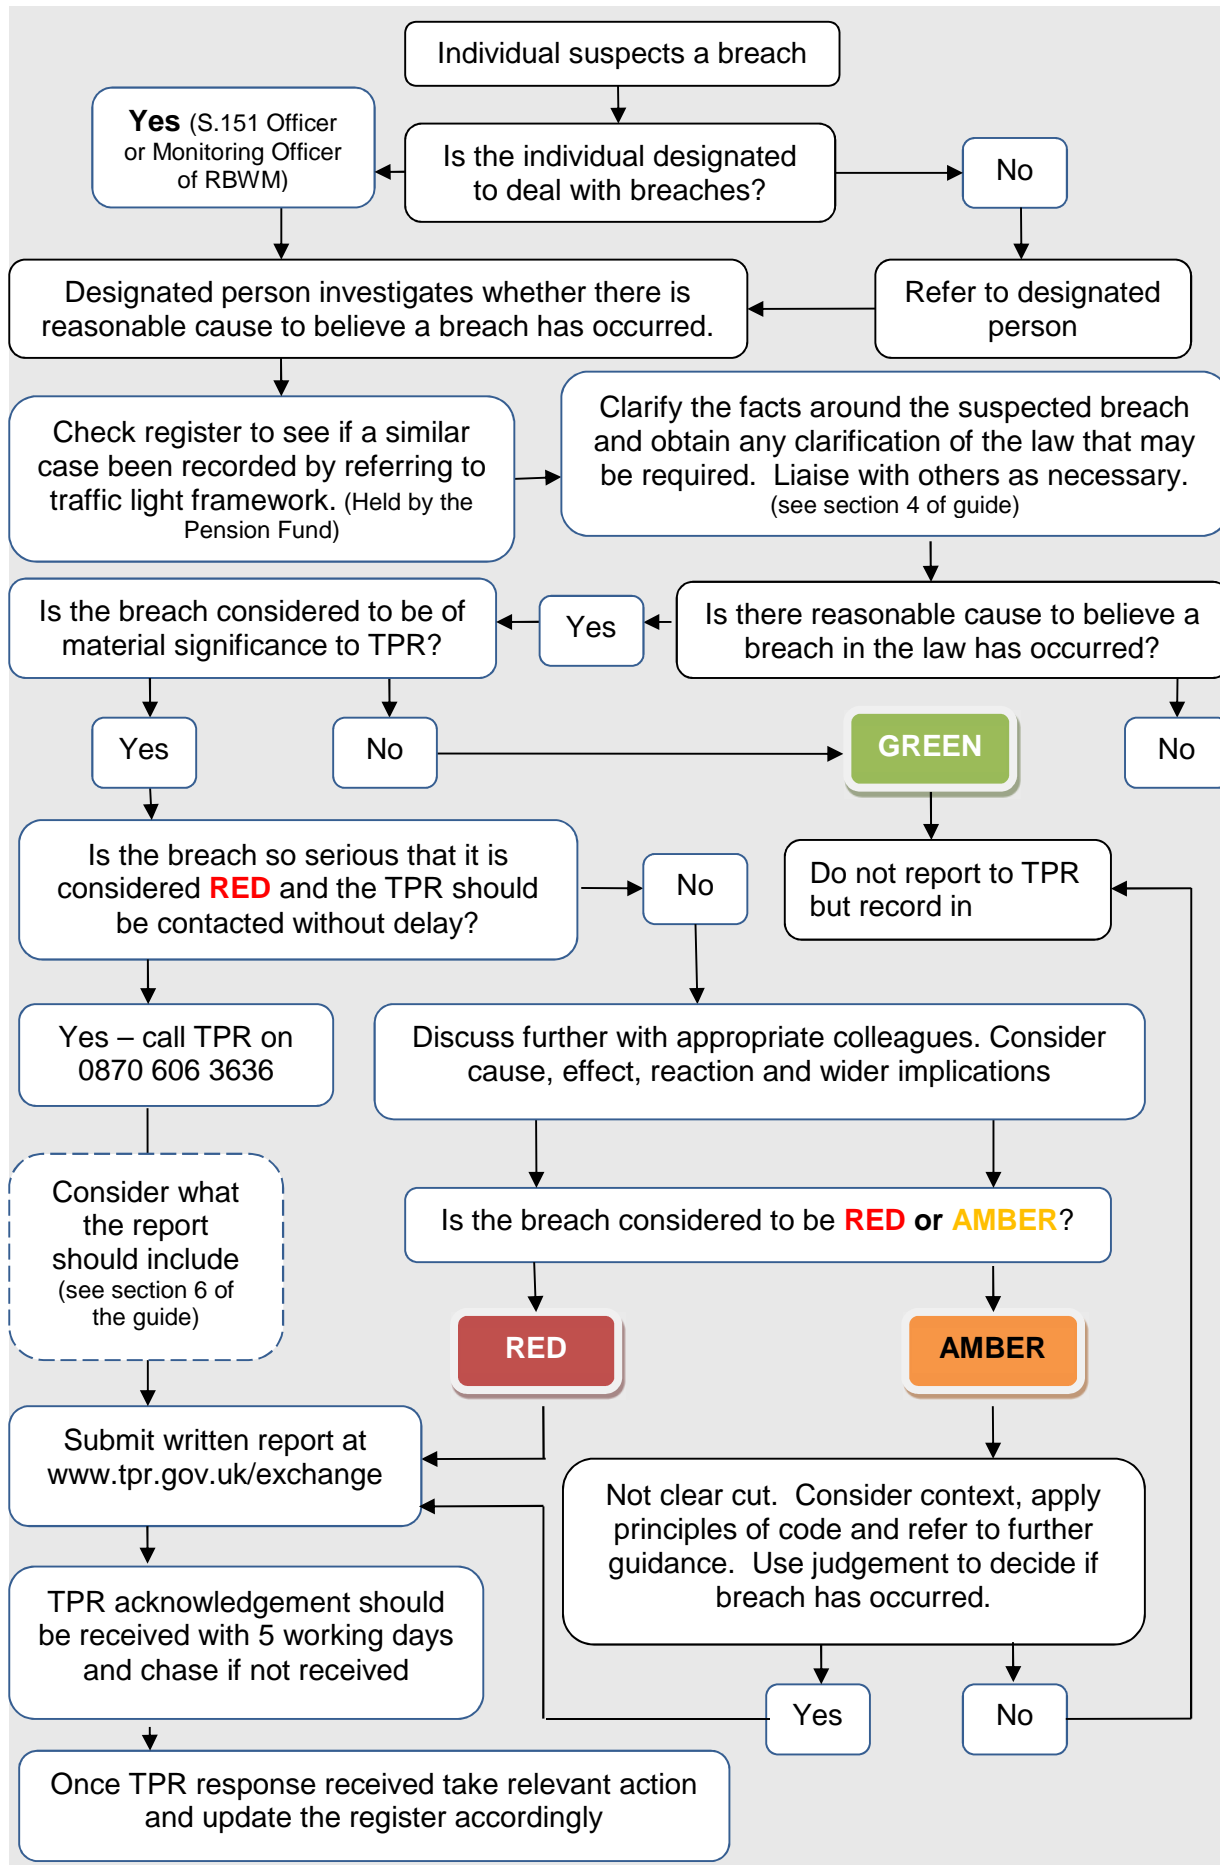 Individual suspects a breach
Yes (S.151 Officer
or Monitoring Officer
of RBWM)
Is the individual designated
to deal with breaches?
No
Designated person investigates whether there is
reasonable cause to believe a breach has occurred.
Refer to designated
person
Check register to see if a similar
case been recorded by referring to
traffic light framework. (Held by the
Pension Fund)
Clarify the facts around the suspected breach
and obtain any clarification of the law that may
be required.  Liaise with others as necessary.
(see section 4 of guide)
Is the breach considered to be of
material significance to TPR?
Yes
Is there reasonable cause to believe a
breach in the law has occurred?
Yes
No
GREEN
No
Is the breach so serious that it is
considered RED and the TPR should
be contacted without delay?
No
Do not report to TPR
but record in
Yes – call TPR on
0870 606 3636
Discuss further with appropriate colleagues. Consider
cause, effect, reaction and wider implications
Consider what
the report
should include
(see section 6 of
the guide)
Is the breach considered to be RED or AMBER?
RED
AMBER
Submit written report at
www.tpr.gov.uk/exchange
Not clear cut.  Consider context, apply
principles of code and refer to further
guidance.  Use judgement to decide if
breach has occurred.
TPR acknowledgement should
be received with 5 working days
and chase if not received
Yes
No
Once TPR response received take relevant action
and update the register accordingly